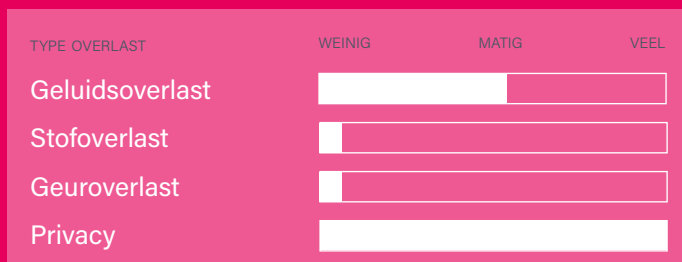 TYPE OVERLAST WEINIG MATIG VEEL
Geluidsoverlast
Stofoverlast
Geuroverlast
Privacy